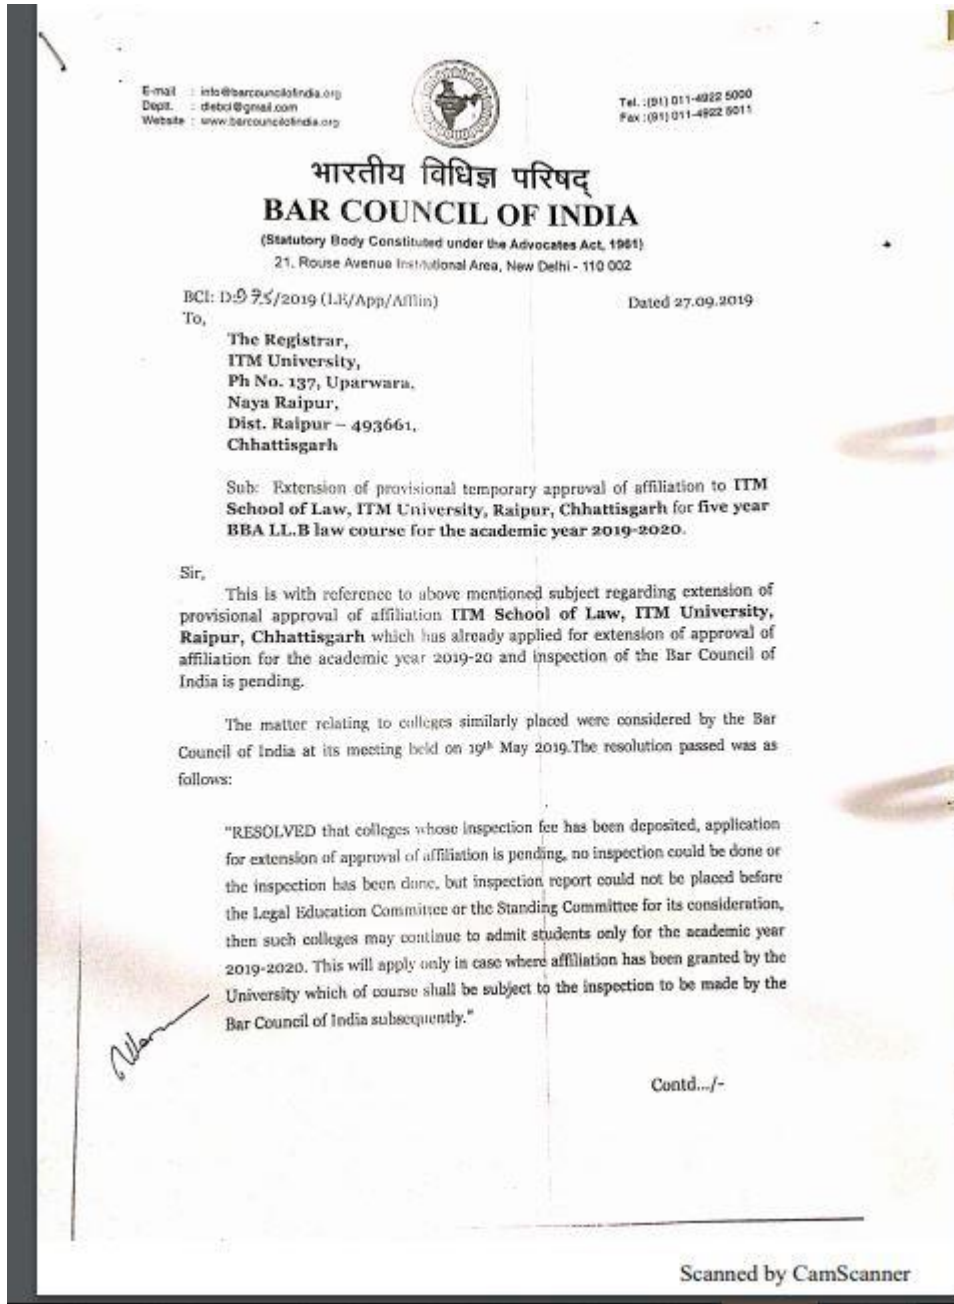 E-mail : info@barcouncilofindia.org
Deptt. : dlebci@gmail.com
Website : www.barcouncilofindia.org
Tel. :(91) 011-4922 5000
Fax :(91) 011-4922 5011
भारतीय विधिज्ञ परिषद्
BAR COUNCIL OF INDIA
(Statutory Body Constituted under the Advocates Act, 1961)
21, Rouse Avenue Institutional Area, New Delhi - 110 002
BCI: D:975/2019 (LE/App/Affiin)
Dated 27.09.2019
To,
The Registrar,
ITM University,
Ph No. 137, Uparwara,
Naya Raipur,
Dist. Raipur – 493661,
Chhattisgarh
Sub: Extension of provisional temporary approval of affiliation to ITM
School of Law, ITM University, Raipur, Chhattisgarh for five year
BBA LL.B law course for the academic year 2019-2020.
Sir,
This is with reference to above mentioned subject regarding extension of
provisional approval of affiliation ITM School of Law, ITM University,
Raipur, Chhattisgarh which has already applied for extension of approval of
affiliation for the academic year 2019-20 and inspection of the Bar Council of
India is pending.
The matter relating to colleges similarly placed were considered by the Bar
Council of India at its meeting held on 19th May 2019.The resolution passed was as
follows:
"RESOLVED that colleges whose inspection fee has been deposited, application
for extension of approval of affiliation is pending, no inspection could be done or
the inspection has been done, but inspection report could not be placed before
the Legal Education Committee or the Standing Committee for its consideration,
then such colleges may continue to admit students only for the academic year
2019-2020. This will apply only in case where affiliation has been granted by the
University which of course shall be subject to the inspection to be made by the
Bar Council of India subsequently."
Contd.../-
Scanned by CamScanner